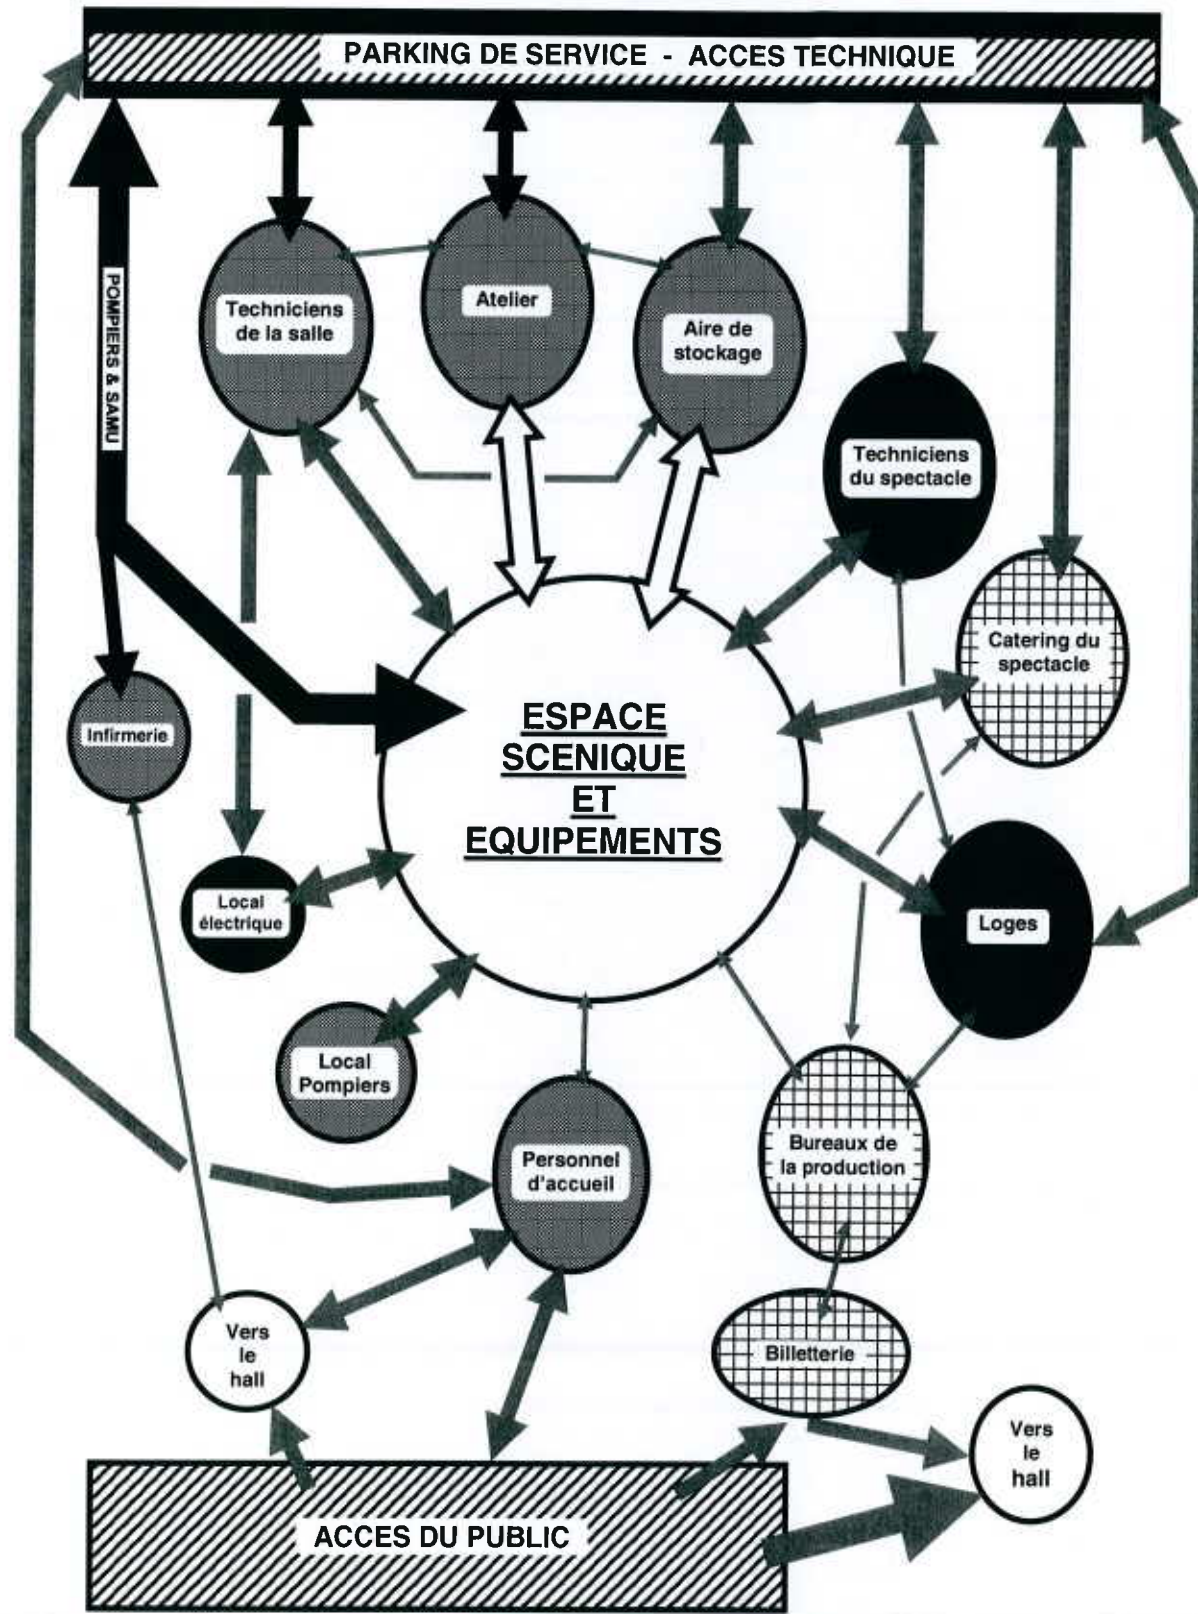 PARKING DE SERVICE - ACCES TECHNIQUE
POMPIERS & SAMU
Techniciens
de la salle
Atelier
Aire de
stockage
Techniciens
du spectacle
Catering du
spectacle
Infirmerie
ESPACE
SCENIQUE
ET
EQUIPEMENTS
Local
électrique
Loges
Local
Pompiers
Personnel
d'accueil
Bureaux de
la production
Vers
le
hall
Billetterie
Vers
le
hall
ACCES DU PUBLIC